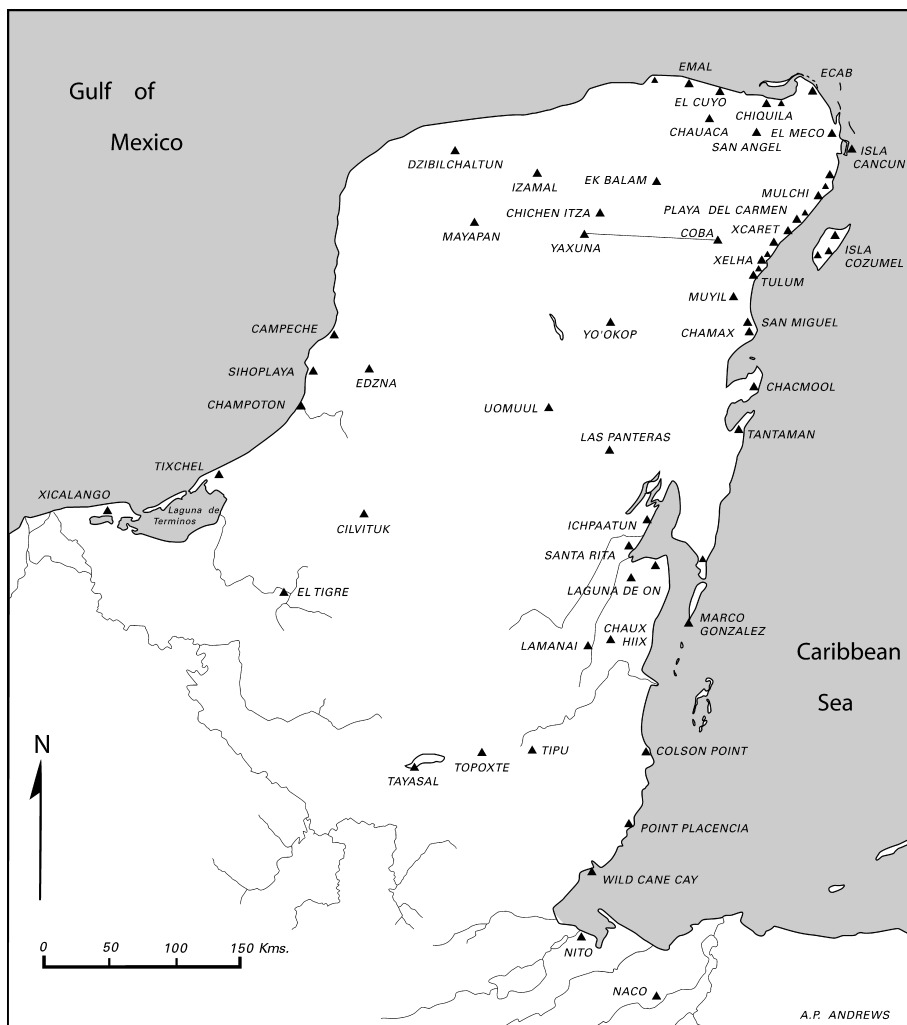 EMAL
ECAB
Gulf of
EL CUYO
CHIQUILA
Mexico
CHAUACA
EL MECO
SAN ANGEL
ISLA
CANCUN
DZIBILCHALTUN
IZAMAL
EK BALAM
MULCHI
CHICHEN ITZA
PLAYA DEL CARMEN
MAYAPAN
YAXUNA
COBA
XCARET
ISLA
COZUMEL
XELHA
TULUM
MUYIL
CAMPECHE
YO'OKOP
SAN MIGUEL
CHAMAX
SIHOPLAYA
EDZNA
CHACMOOL
CHAMPOTON
UOMUUL
TANTAMAN
LAS PANTERAS
TIXCHEL
XICALANGO
Laguna de
Terminos
CILVITUK
ICHPAATUN
SANTA RITA
EL TIGRE
LAGUNA DE ON
MARCO
GONZALEZ
CHAUX
HIIX
LAMANAI
Caribbean
Sea
N
TAYASAL
TOPOXTE
TIPU
COLSON POINT
POINT PLACENCIA
WILD CANE CAY
0 50 100 150 Kms.
NITO
NACO
A.P. ANDREWS